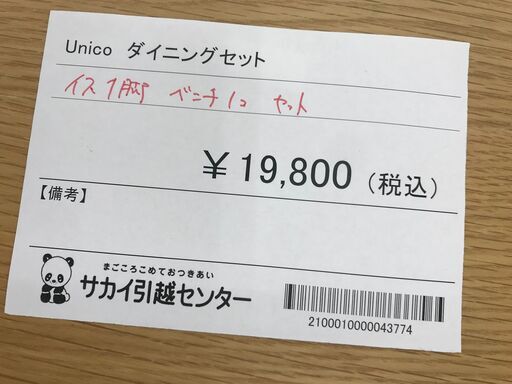 Unico ダイニングセット
イス1脚 ベンチ1コ セット
￥19,800（税込）
【備考】
まごころこめておつきあい
サカイ引越センター
2100010000043774